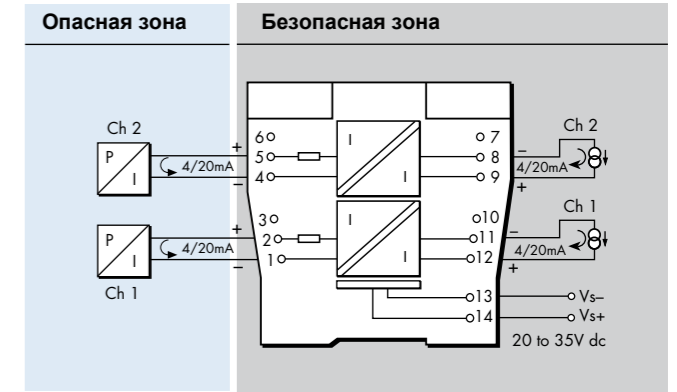 Опасная зона
Безопасная зона
Ch 2
P
I
+
4/20mA
–
6
5
4
I
I
7
8
9
–
4/20mA
+
Ch 2
P
I
Ch 1
+
4/20mA
–
3
2
1
I
I
10
11
12
–
4/20mA
+
Ch 1
13
Vs–
14
Vs+
20 to 35V dc